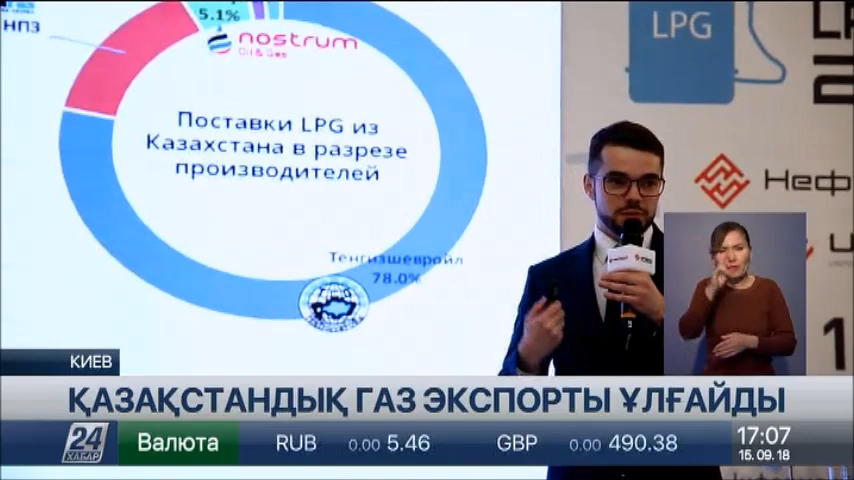 НПЗ
5.1%
nostrum
Oil & Gas
Поставки LPG из
Казахстана в разрезе
производителей
Тенгизшевройл
78.0%
LPG
Неф
КИЕВ
ҚАЗАҚСТАНДЫҚ ГАЗ ЭКСПОРТЫ ҰЛҒАЙДЫ
24
ХАБАР
Валюта
RUB 0.00 5.46
GBP 0.00 490.38
17:07
15.09.18